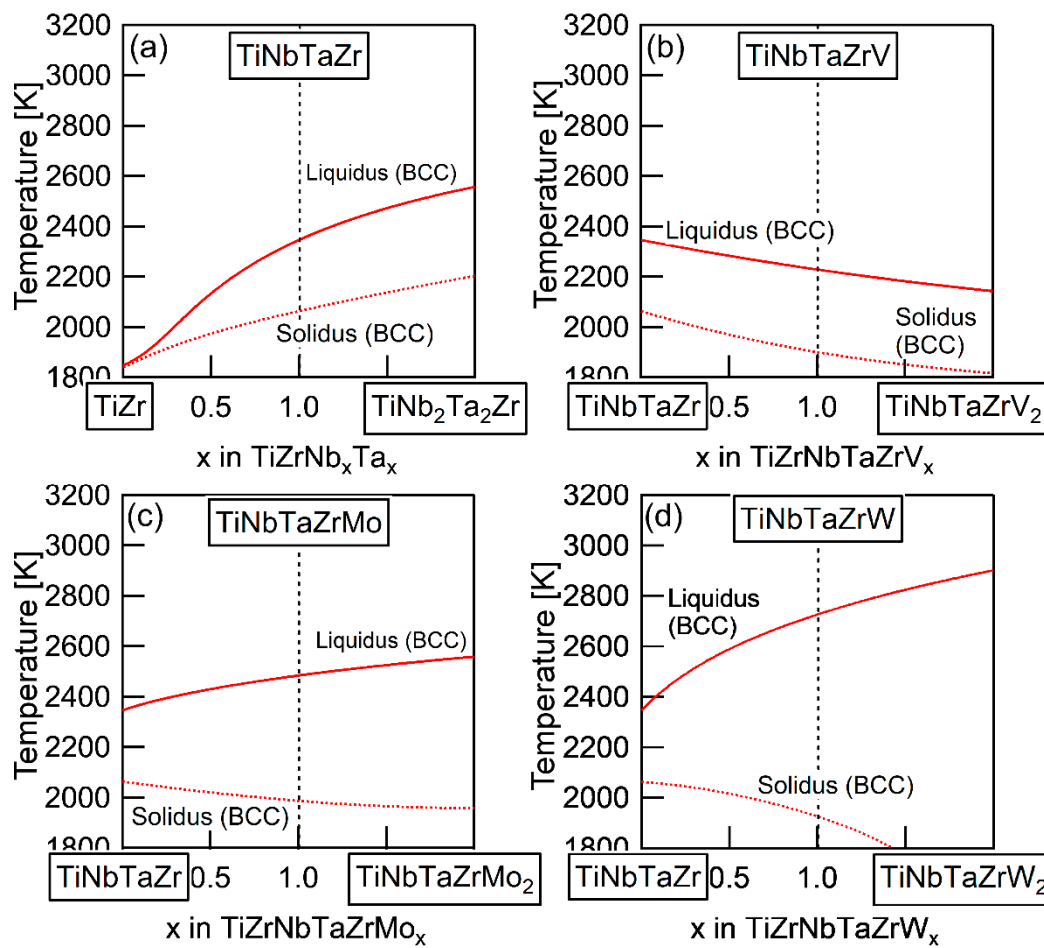 (a)
TiNbTaZr
Temperature [K]
3200
3000
2800
2600
2400
2200
2000
1800
Liquidus (BCC)
Solidus (BCC)
TiZr 0.5 1.0 TiNb₂Ta₂Zr
x in TiZrNbₓTaₓ
(b)
TiNbTaZrV
Temperature [K]
3200
3000
2800
2600
2400
2200
2000
1800
Liquidus (BCC)
Solidus
(BCC)
TiNbTaZr 0.5 1.0 TiNbTaZrV₂
x in TiZrNbTaZrVₓ
(c)
TiNbTaZrMo
Temperature [K]
3200
3000
2800
2600
2400
2200
2000
1800
Liquidus (BCC)
Solidus (BCC)
TiNbTaZr 0.5 1.0 TiNbTaZrMo₂
x in TiZrNbTaZrMoₓ
(d)
TiNbTaZrW
Temperature [K]
3200
3000
2800
2600
2400
2200
2000
1800
Liquidus
(BCC)
Solidus (BCC)
TiNbTaZr 0.5 1.0 TiNbTaZrW₂
x in TiZrNbTaZrWₓ